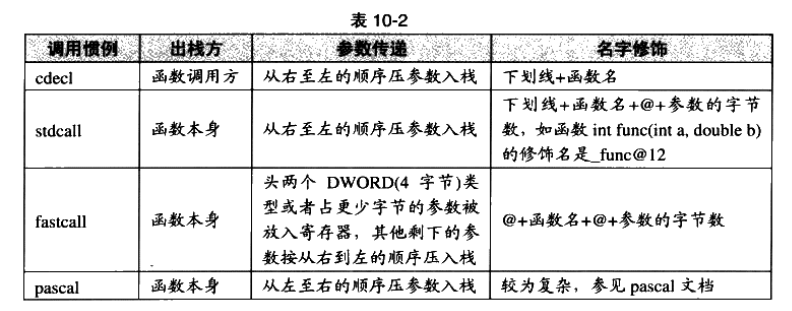 表 10-2
调用惯例 出栈方 参数传递 名字修饰
cdecl 函数调用方 从右至左的顺序压参数入栈 下划线+函数名
stdcall 函数本身 从右至左的顺序压参数入栈 下划线+函数名+@+参数的字节
数，如函数 int func(int a, double b)
的修饰名是_func@12
fastcall 函数本身 头两个 DWORD(4 字节)类
型或者占更少字节的参数被
放入寄存器，其他剩下的参
数按从右到左的顺序压入栈
@+函数名+@+参数的字节数
pascal 函数本身 从左至右的顺序压参数入栈 较为复杂，参见 pascal 文档